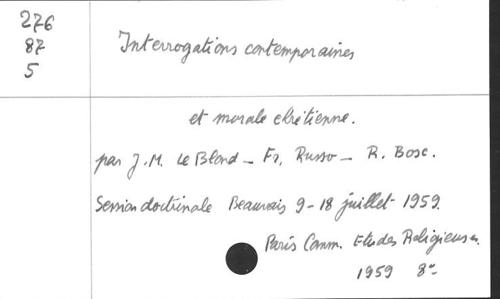 276
87
5
Interrogations contemporaines
et morale chrétienne.
par J.M. Le Blond - Fr. Russo - R. Bosc.
Session doctrinale Beauvais 9-18 juillet 1959.
Paris Comm. Etudes Religieuses.
1959 8°